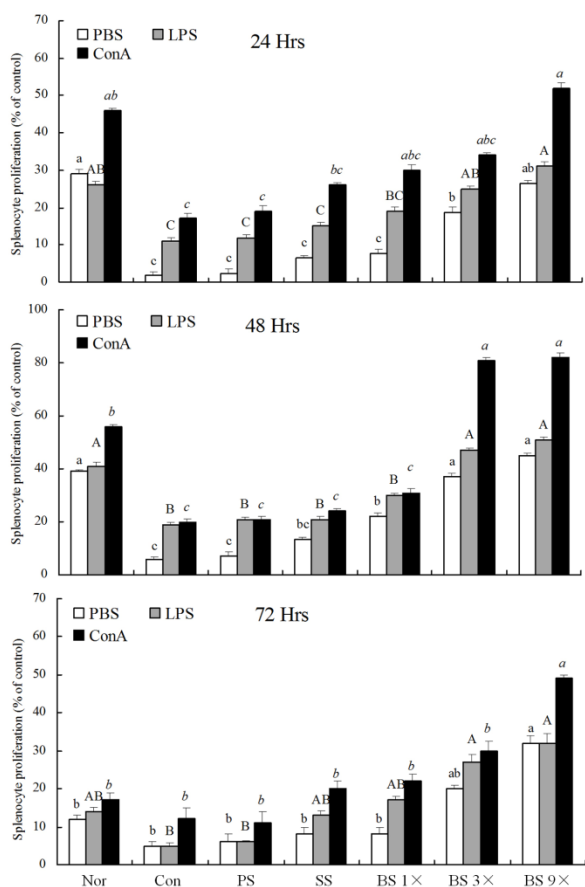 70
60
50
40
30
20
10
0
Splenocyte proliferation (% of control)
PBS LPS
ConA
24 Hrs
a AB ab
c C c
c C c
c C bc
c BC abc
b AB abc
ab A a
100
80
60
40
20
0
Splenocyte proliferation (% of control)
PBS LPS
ConA
48 Hrs
a A b
c B c
c B c
bc B c
b B c
a A a
a A a
70
60
50
40
30
20
10
0
Splenocyte proliferation (% of control)
PBS LPS
ConA
72 Hrs
b AB b
b B b
b B b
b AB b
b AB b
ab A b
a A a
Nor Con PS SS BS 1× BS 3× BS 9×